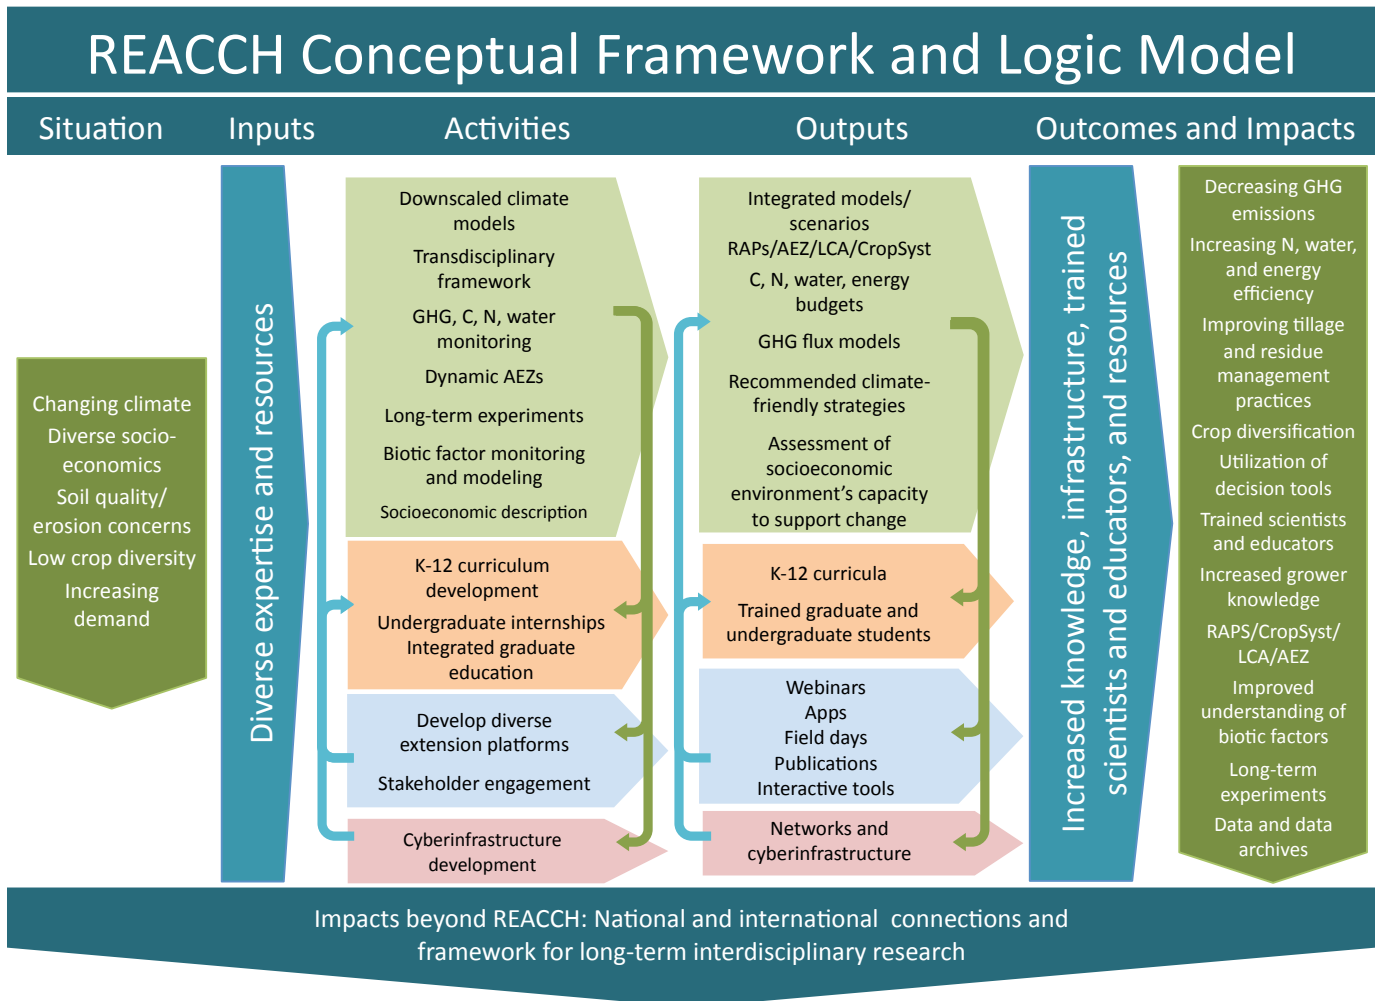 REACCH Conceptual Framework and Logic Model
Situation
Inputs
Activities
Outputs
Outcomes and Impacts
Changing climate
Diverse socio-
economics
Soil quality/
erosion concerns
Low crop diversity
Increasing
demand
Diverse expertise and resources
Downscaled climate
models
Transdisciplinary
framework
GHG, C, N, water
monitoring
Dynamic AEZs
Long-term experiments
Biotic factor monitoring
and modeling
Socioeconomic description
K-12 curriculum
development
Undergraduate internships
Integrated graduate
education
Develop diverse
extension platforms
Stakeholder engagement
Cyberinfrastructure
development
Integrated models/
scenarios
RAPs/AEZ/LCA/CropSyst
C, N, water, energy
budgets
GHG flux models
Recommended climate-
friendly strategies
Assessment of
socioeconomic
environment’s capacity
to support change
K-12 curricula
Trained graduate and
undergraduate students
Webinars
Apps
Field days
Publications
Interactive tools
Networks and
cyberinfrastructure
Increased knowledge, infrastructure, trained
scientists and educators, and resources
Decreasing GHG
emissions
Increasing N, water,
and energy
efficiency
Improving tillage
and residue
management
practices
Crop diversification
Utilization of
decision tools
Trained scientists
and educators
Increased grower
knowledge
RAPS/CropSyst/
LCA/AEZ
Improved
understanding of
biotic factors
Long-term
experiments
Data and data
archives
Impacts beyond REACCH: National and international connections and
framework for long-term interdisciplinary research